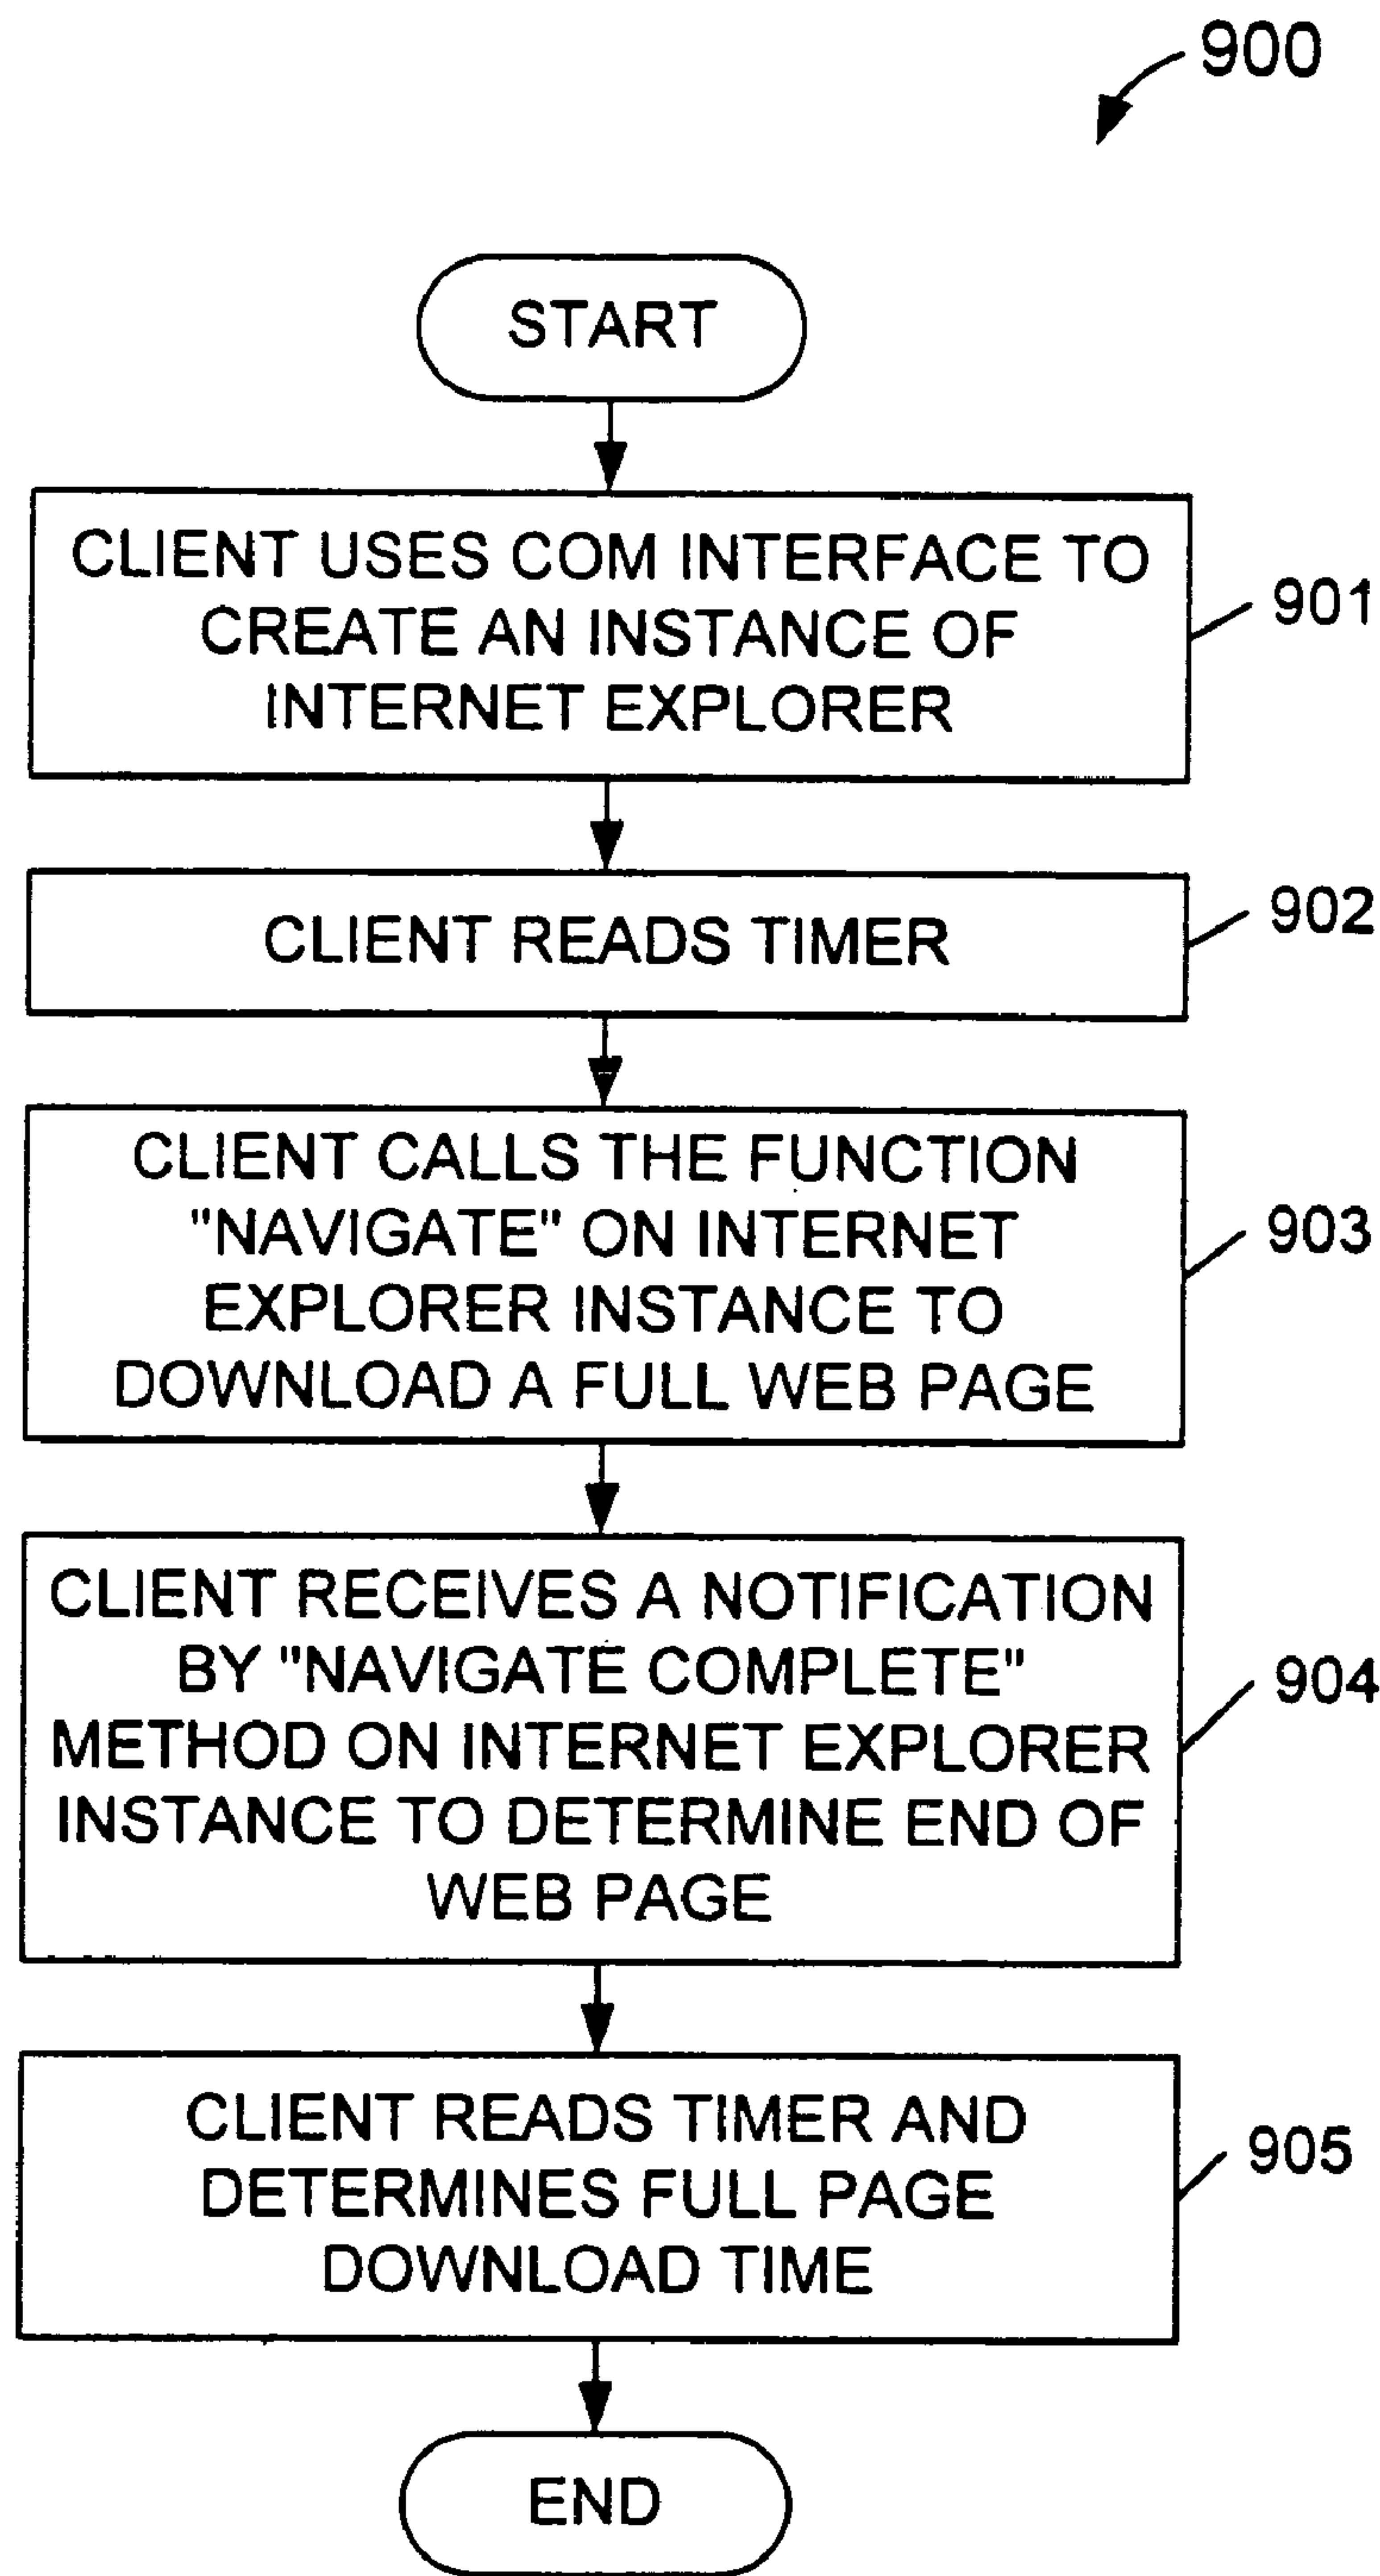 900
START
CLIENT USES COM INTERFACE TO
CREATE AN INSTANCE OF
INTERNET EXPLORER
901
CLIENT READS TIMER
902
CLIENT CALLS THE FUNCTION
"NAVIGATE" ON INTERNET
EXPLORER INSTANCE TO
DOWNLOAD A FULL WEB PAGE
903
CLIENT RECEIVES A NOTIFICATION
BY "NAVIGATE COMPLETE"
METHOD ON INTERNET EXPLORER
INSTANCE TO DETERMINE END OF
WEB PAGE
904
CLIENT READS TIMER AND
DETERMINES FULL PAGE
DOWNLOAD TIME
905
END